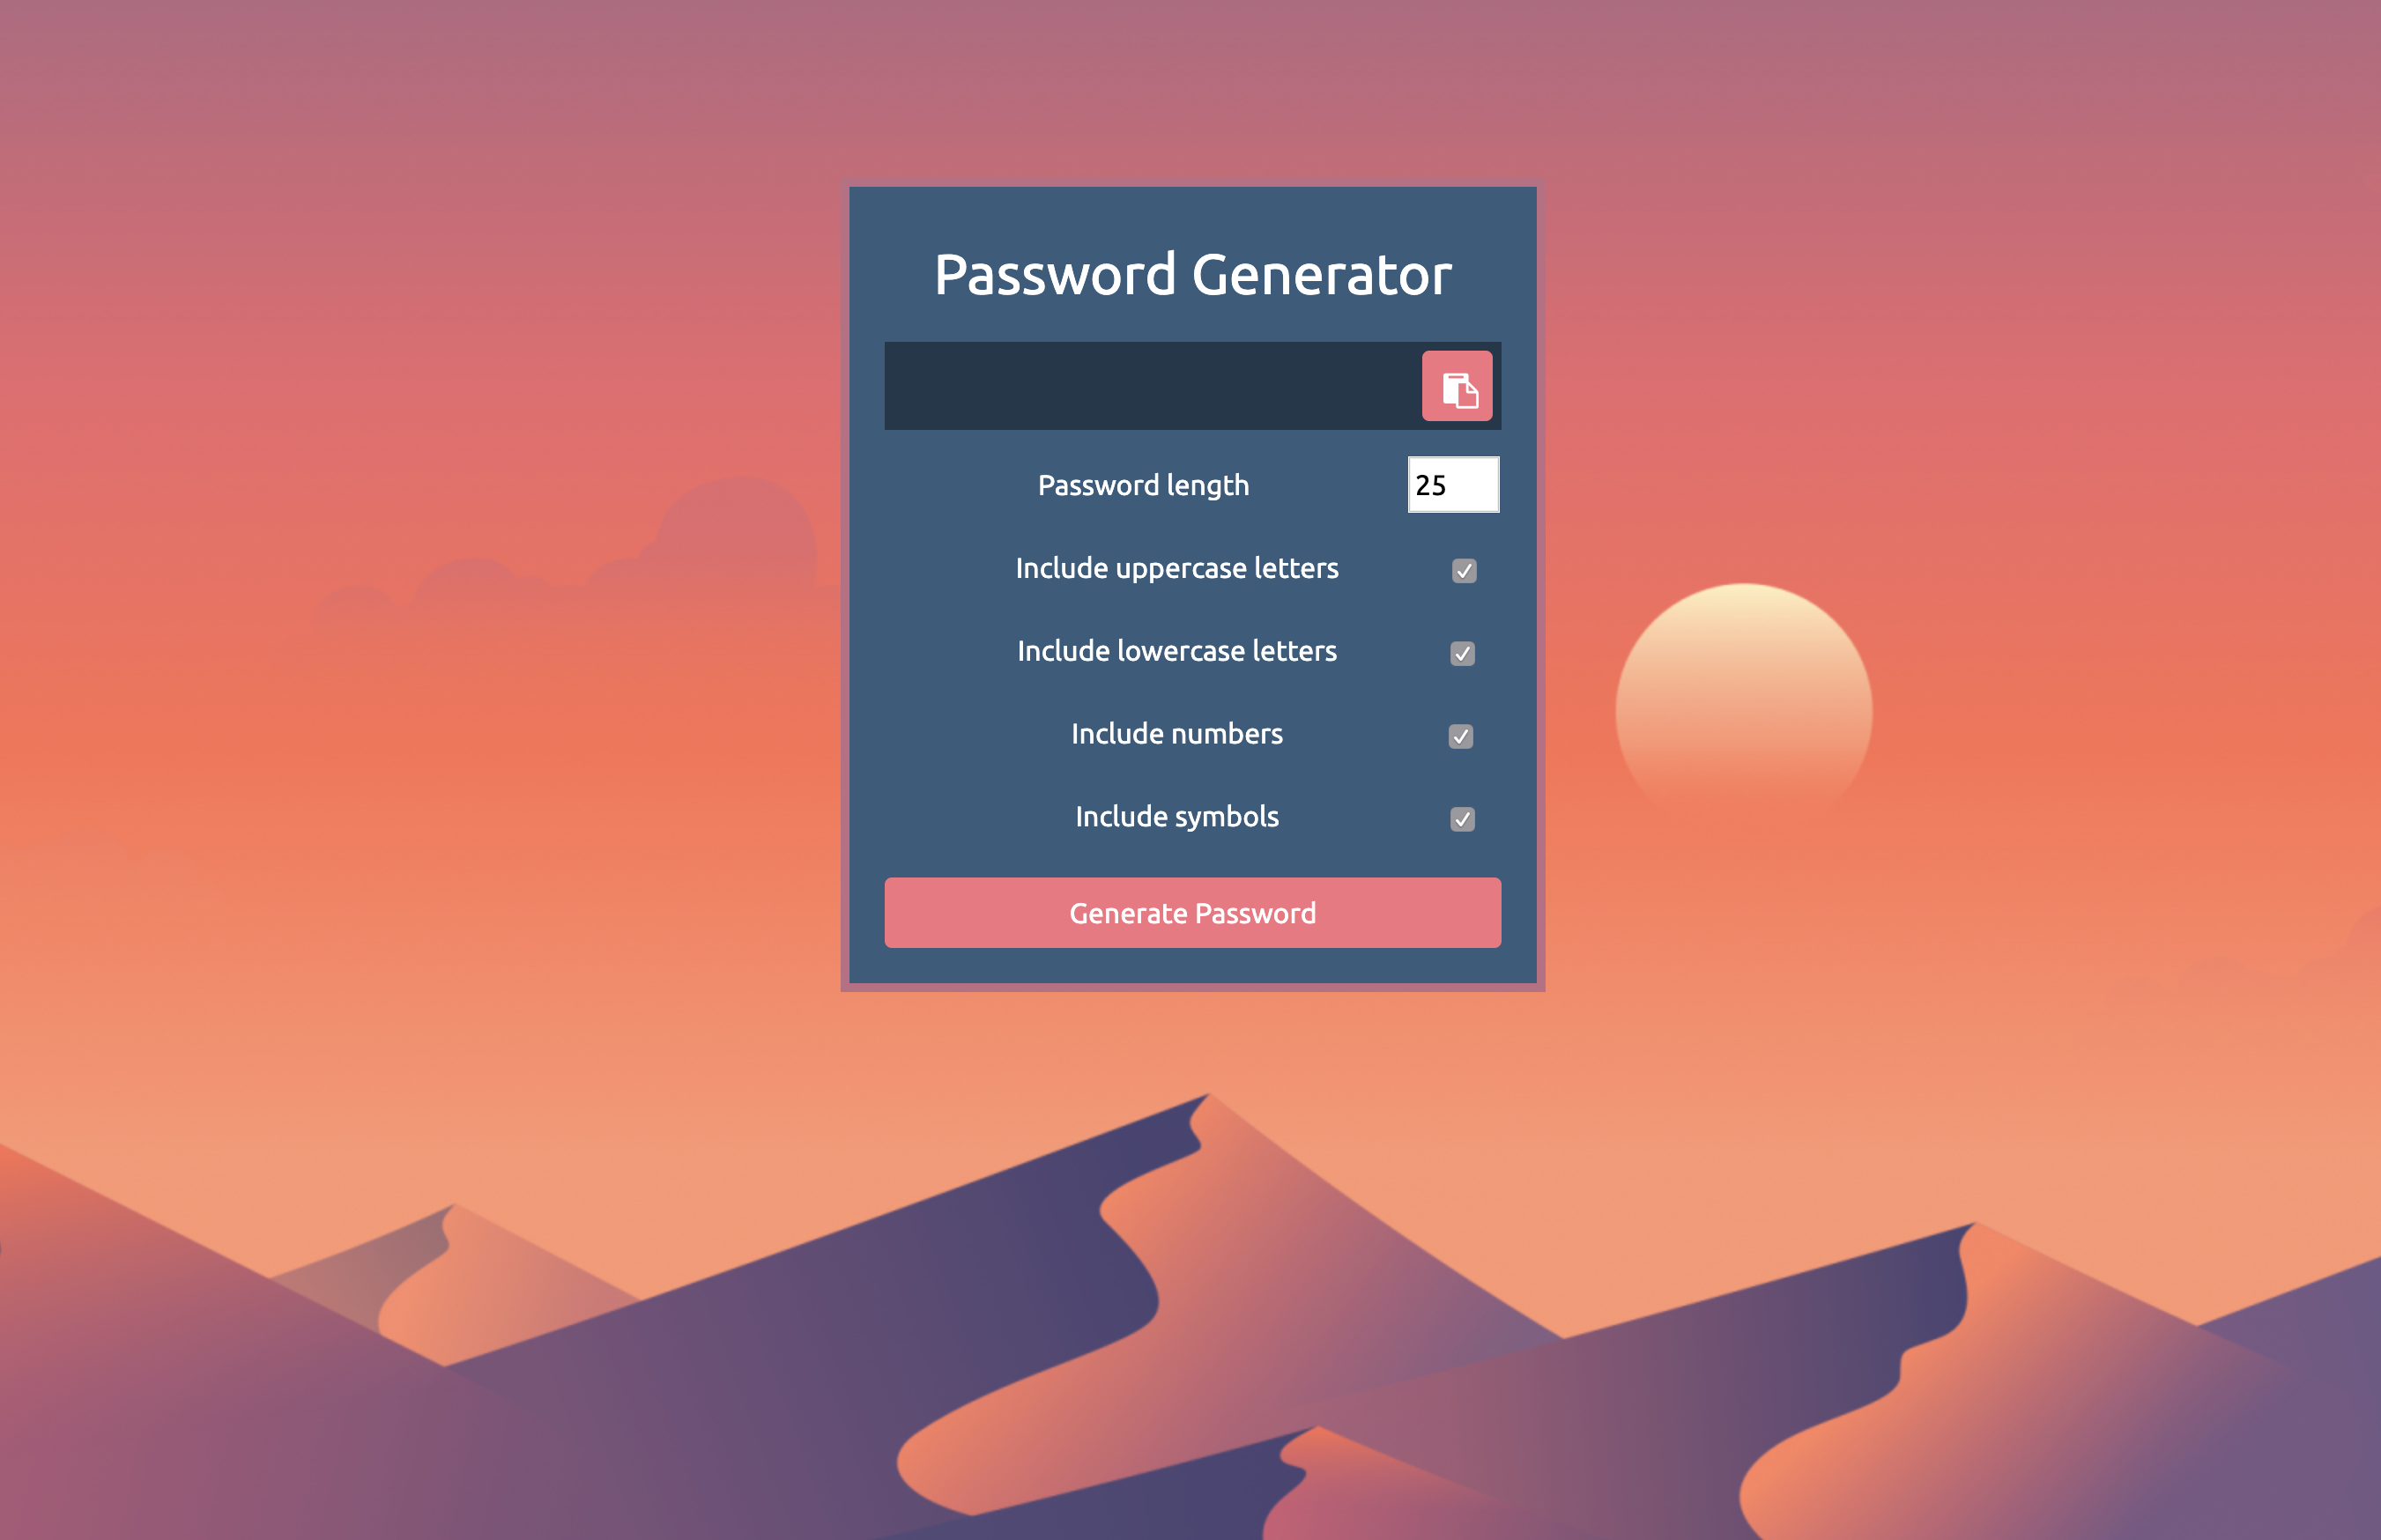 Password Generator
Password length 25
Include uppercase letters
Include lowercase letters
Include numbers
Include symbols
Generate Password